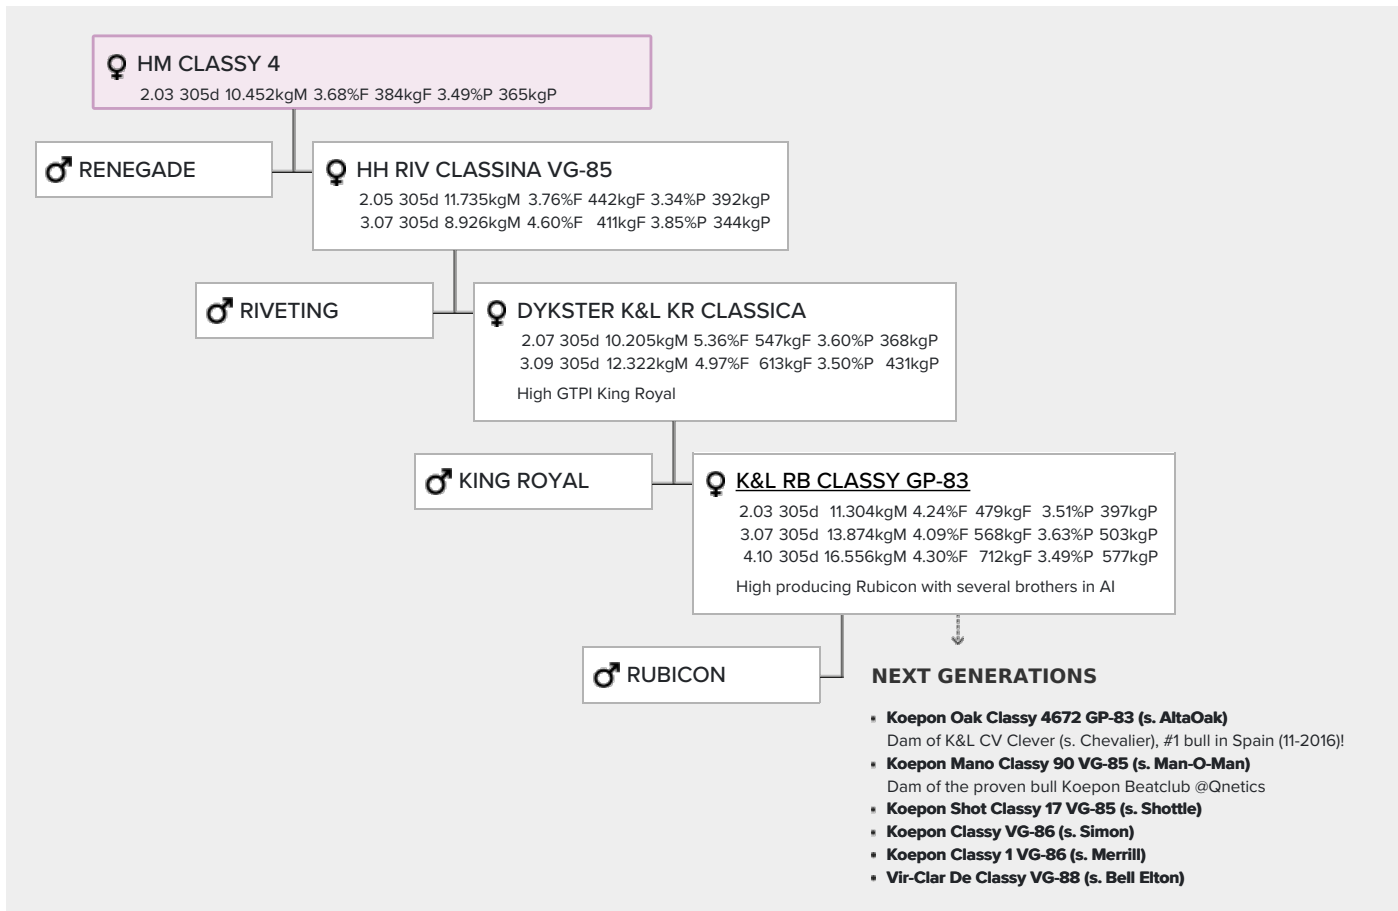 HM CLASSY 4
2.03 305d 10.452kgM 3.68%F 384kgF 3.49%P 365kgP
RENEGADE
HH RIV CLASSINA VG-85
2.05 305d 11.735kgM 3.76%F 442kgF 3.34%P 392kgP
3.07 305d 8.926kgM 4.60%F 411kgF 3.85%P 344kgP
RIVETING
DYKSTER K&L KR CLASSICA
2.07 305d 10.205kgM 5.36%F 547kgF 3.60%P 368kgP
3.09 305d 12.322kgM 4.97%F 613kgF 3.50%P 431kgP
High GTPI King Royal
KING ROYAL
K&L RB CLASSY GP-83
2.03 305d 11.304kgM 4.24%F 479kgF 3.51%P 397kgP
3.07 305d 13.874kgM 4.09%F 568kgF 3.63%P 503kgP
4.10 305d 16.556kgM 4.30%F 712kgF 3.49%P 577kgP
High producing Rubicon with several brothers in AI
RUBICON
NEXT GENERATIONS
• Koepon Oak Classy 4672 GP-83 (s. AltaOak)
Dam of K&L CV Clever (s. Chevalier), #1 bull in Spain (11-2016)!
• Koepon Mano Classy 90 VG-85 (s. Man-O-Man)
Dam of the proven bull Koepon Beatclub @Qnetics
• Koepon Shot Classy 17 VG-85 (s. Shottle)
• Koepon Classy VG-86 (s. Simon)
• Koepon Classy 1 VG-86 (s. Merrill)
• Vir-Clar De Classy VG-88 (s. Bell Elton)